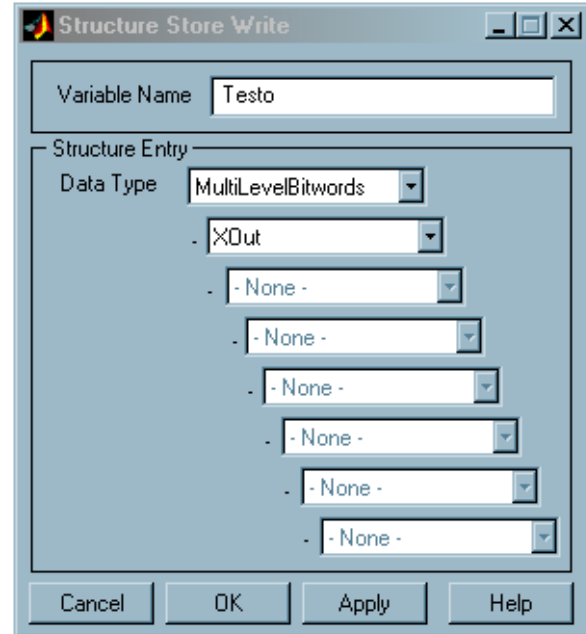 Structure Store Write
Variable Name Testo
Structure Entry
Data Type MultiLevelBitwords
. XOut
. - None -
. - None -
. - None -
. - None -
. - None -
. - None -
Cancel OK Apply Help